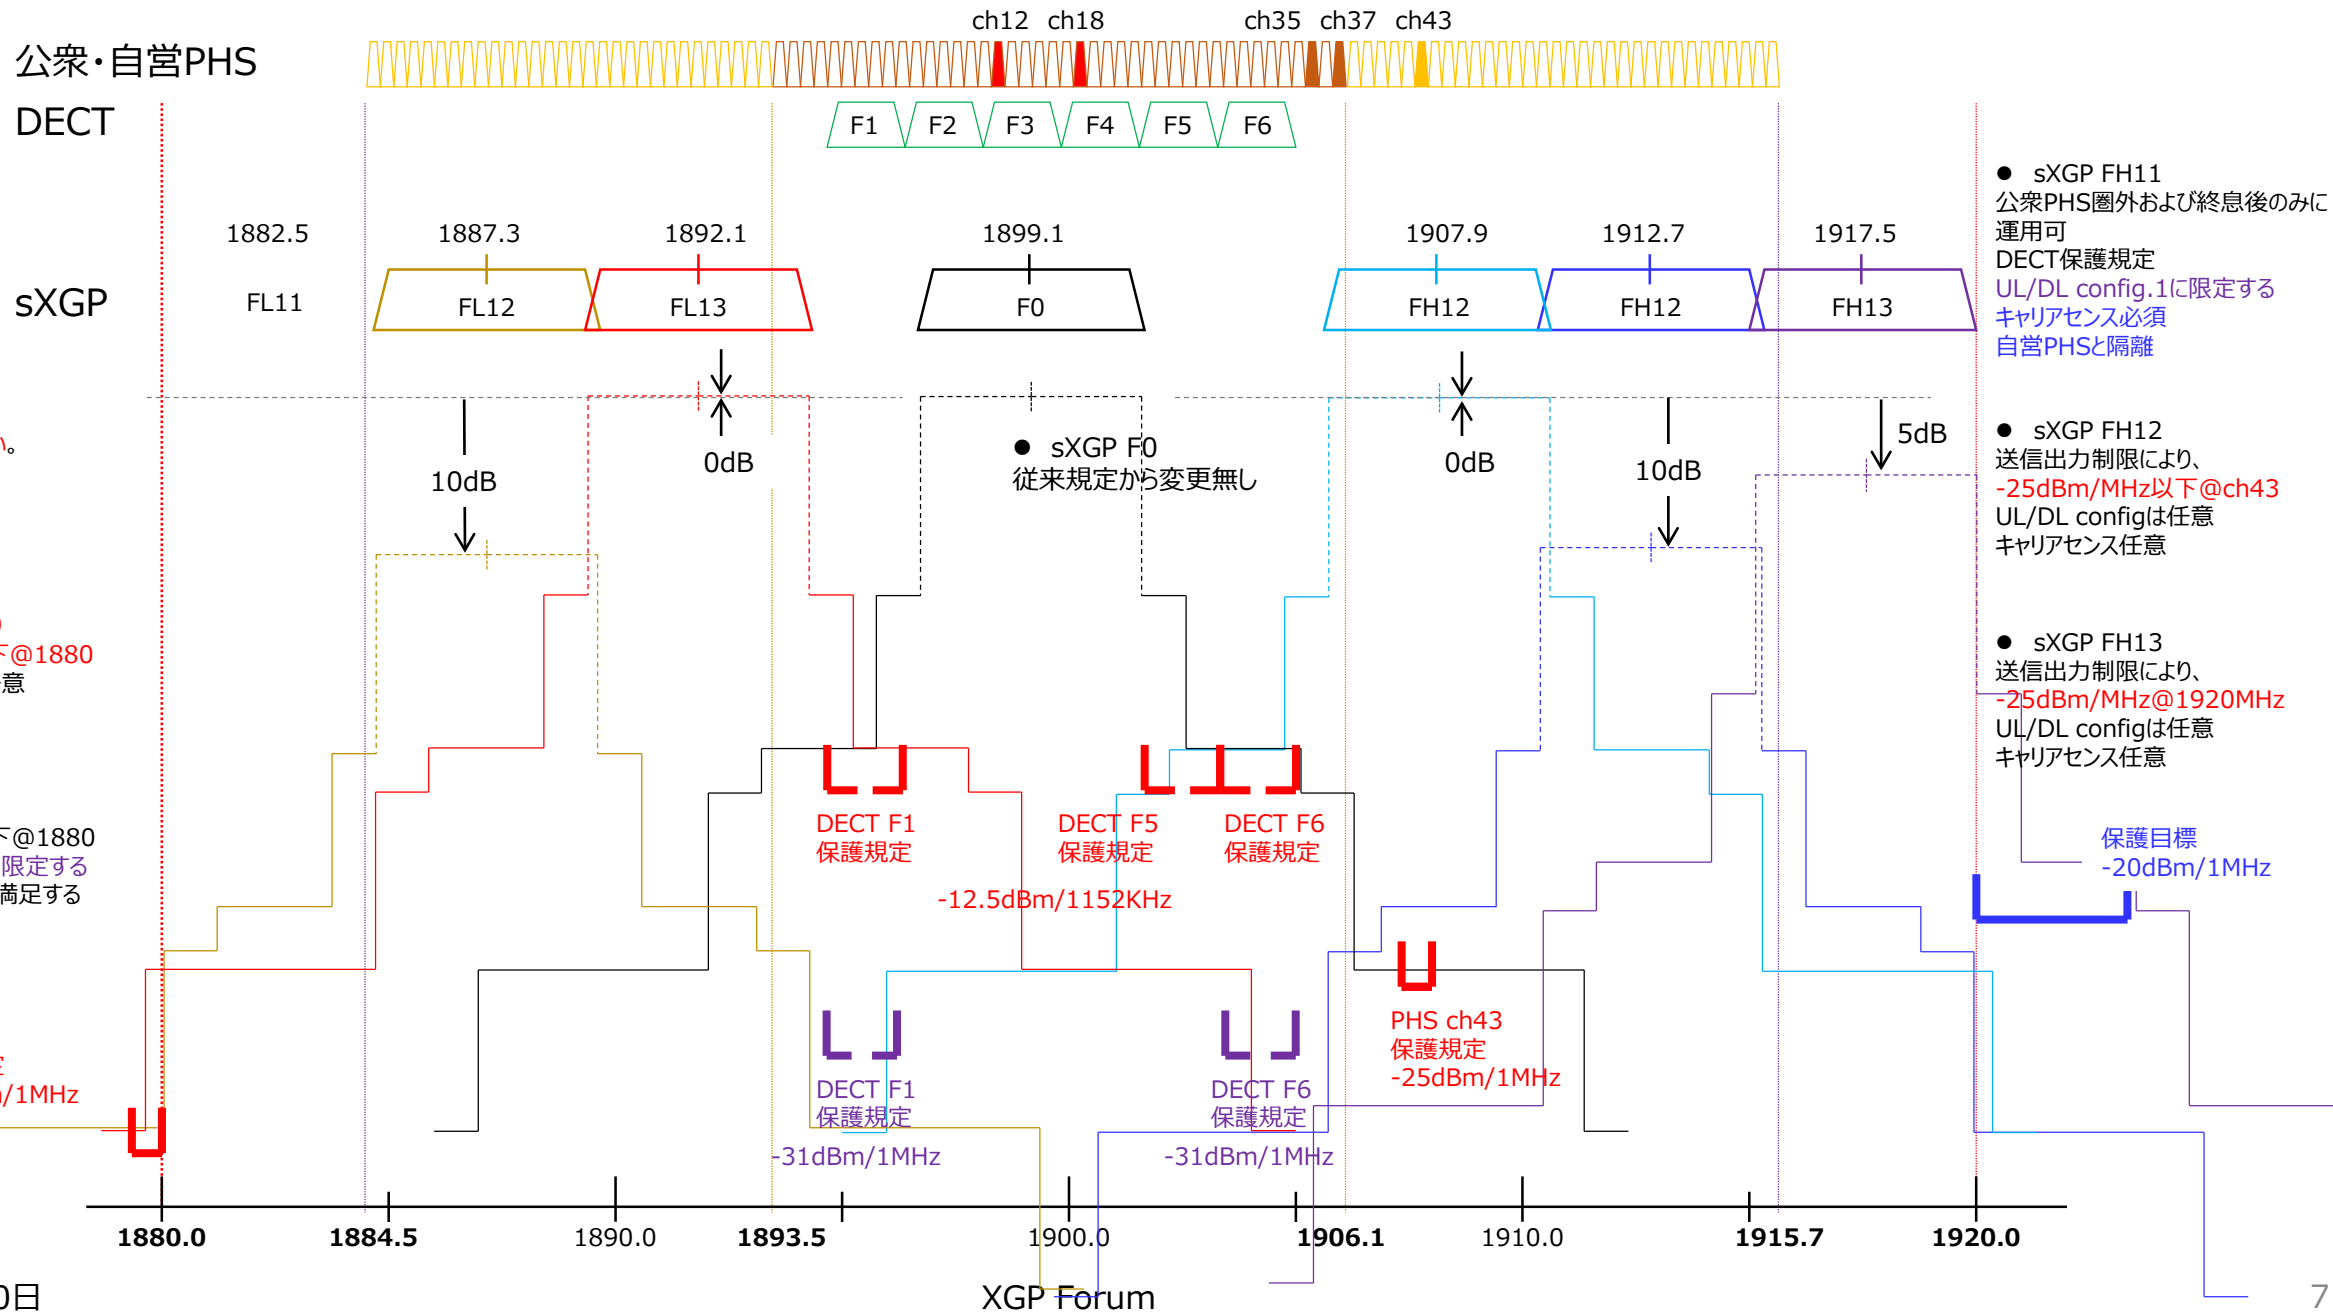 ch12 ch18 ch35 ch37 ch43
公衆・自営PHS
DECT
F1 F2 F3 F4 F5 F6
1882.5 1887.3 1892.1 1899.1 1907.9 1912.7 1917.5
sXGP
FL11 FL12 FL13 F0 FH12 FH12 FH13
● sXGP FH11
公衆PHS圏外および終息後のみに
運用可
DECT保護規定
UL/DL config.1に限定する
キャリアセンス必須
自営PHSと隔離
10dB
0dB
● sXGP F0
従来規定から変更無し
0dB
10dB
5dB
● sXGP FH12
送信出力制限により、
-25dBm/MHz以下@ch43
UL/DL configは任意
キャリアセンス任意
● sXGP FH13
送信出力制限により、
-25dBm/MHz@1920MHz
UL/DL configは任意
キャリアセンス任意
い。
)
下@1880
意
下@1880
限定する
満足する
/1MHz
DECT F1
保護規定
DECT F5
保護規定
DECT F6
保護規定
-12.5dBm/1152KHz
保護目標
-20dBm/1MHz
PHS ch43
保護規定
-25dBm/1MHz
DECT F1
保護規定
-31dBm/1MHz
DECT F6
保護規定
-31dBm/1MHz
1880.0 1884.5 1890.0 1893.5 1900.0 1906.1 1910.0 1915.7 1920.0
0日
XGP Forum
7